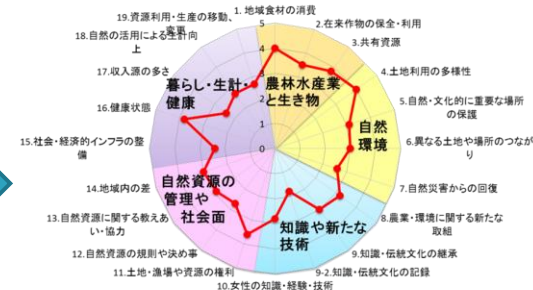 1. 地域食材の消費
2.在来作物の保全・利用
3.共有資源
4.土地利用の多様性
5.自然・文化的に重要な場所
の保護
6.異なる土地や場所のつなが
り
7.自然災害からの回復
8.農業・環境に関する新たな
取組
9.知識・伝統文化の継承
9-2.知識・伝統文化の記録
10.女性の知識・経験・技術
11.土地・漁場や資源の権利
12.自然資源の規則や決め事
13.自然資源に関する教えあ
い・協力
14.地域内の差
15.社会・経済的インフラの整
備
16.健康状態
17.収入源の多さ
18.自然の活用による生計向
上
19.資源利用・生産の移動、
変更
5
4
3
2
1
0
農林水産業
と生き物
自然
環境
知識や新たな
技術
自然資源の
管理や
社会面
暮らし・生計・
健康